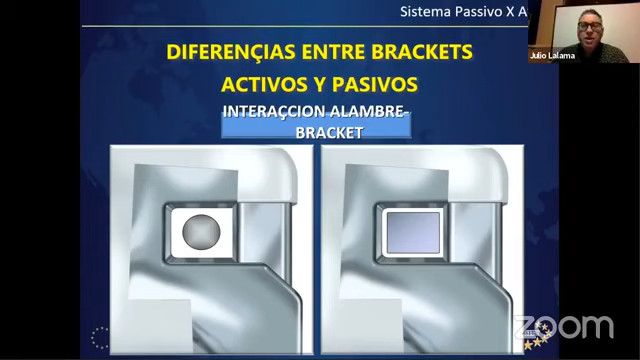 Sistema Passivo X A
Julio Lalama
DIFERENÇIAS ENTRE BRACKETS
ACTIVOS Y PASIVOS
INTERAÇCION ALAMBRE-
BRACKET
zoom